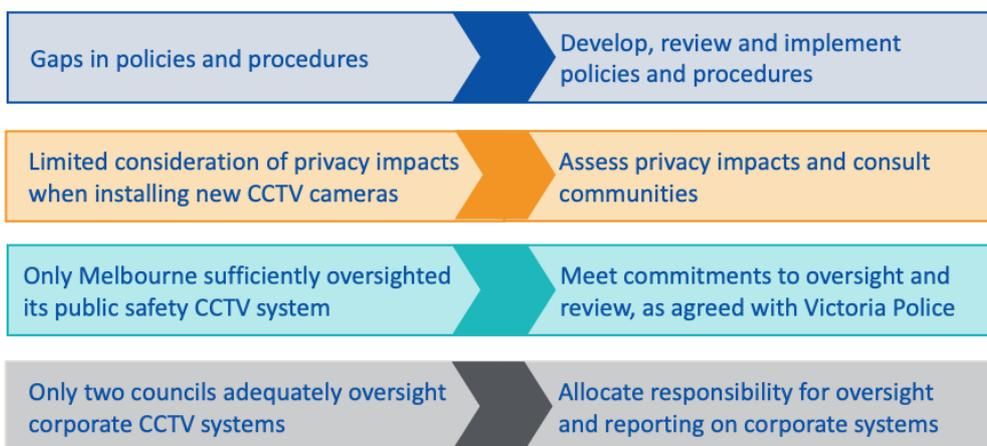 Gaps in policies and procedures
Develop, review and implement
policies and procedures
Limited consideration of privacy impacts
when installing new CCTV cameras
Assess privacy impacts and consult
communities
Only Melbourne sufficiently oversighted
its public safety CCTV system
Meet commitments to oversight and
review, as agreed with Victoria Police
Only two councils adequately oversight
corporate CCTV systems
Allocate responsibility for oversight
and reporting on corporate systems